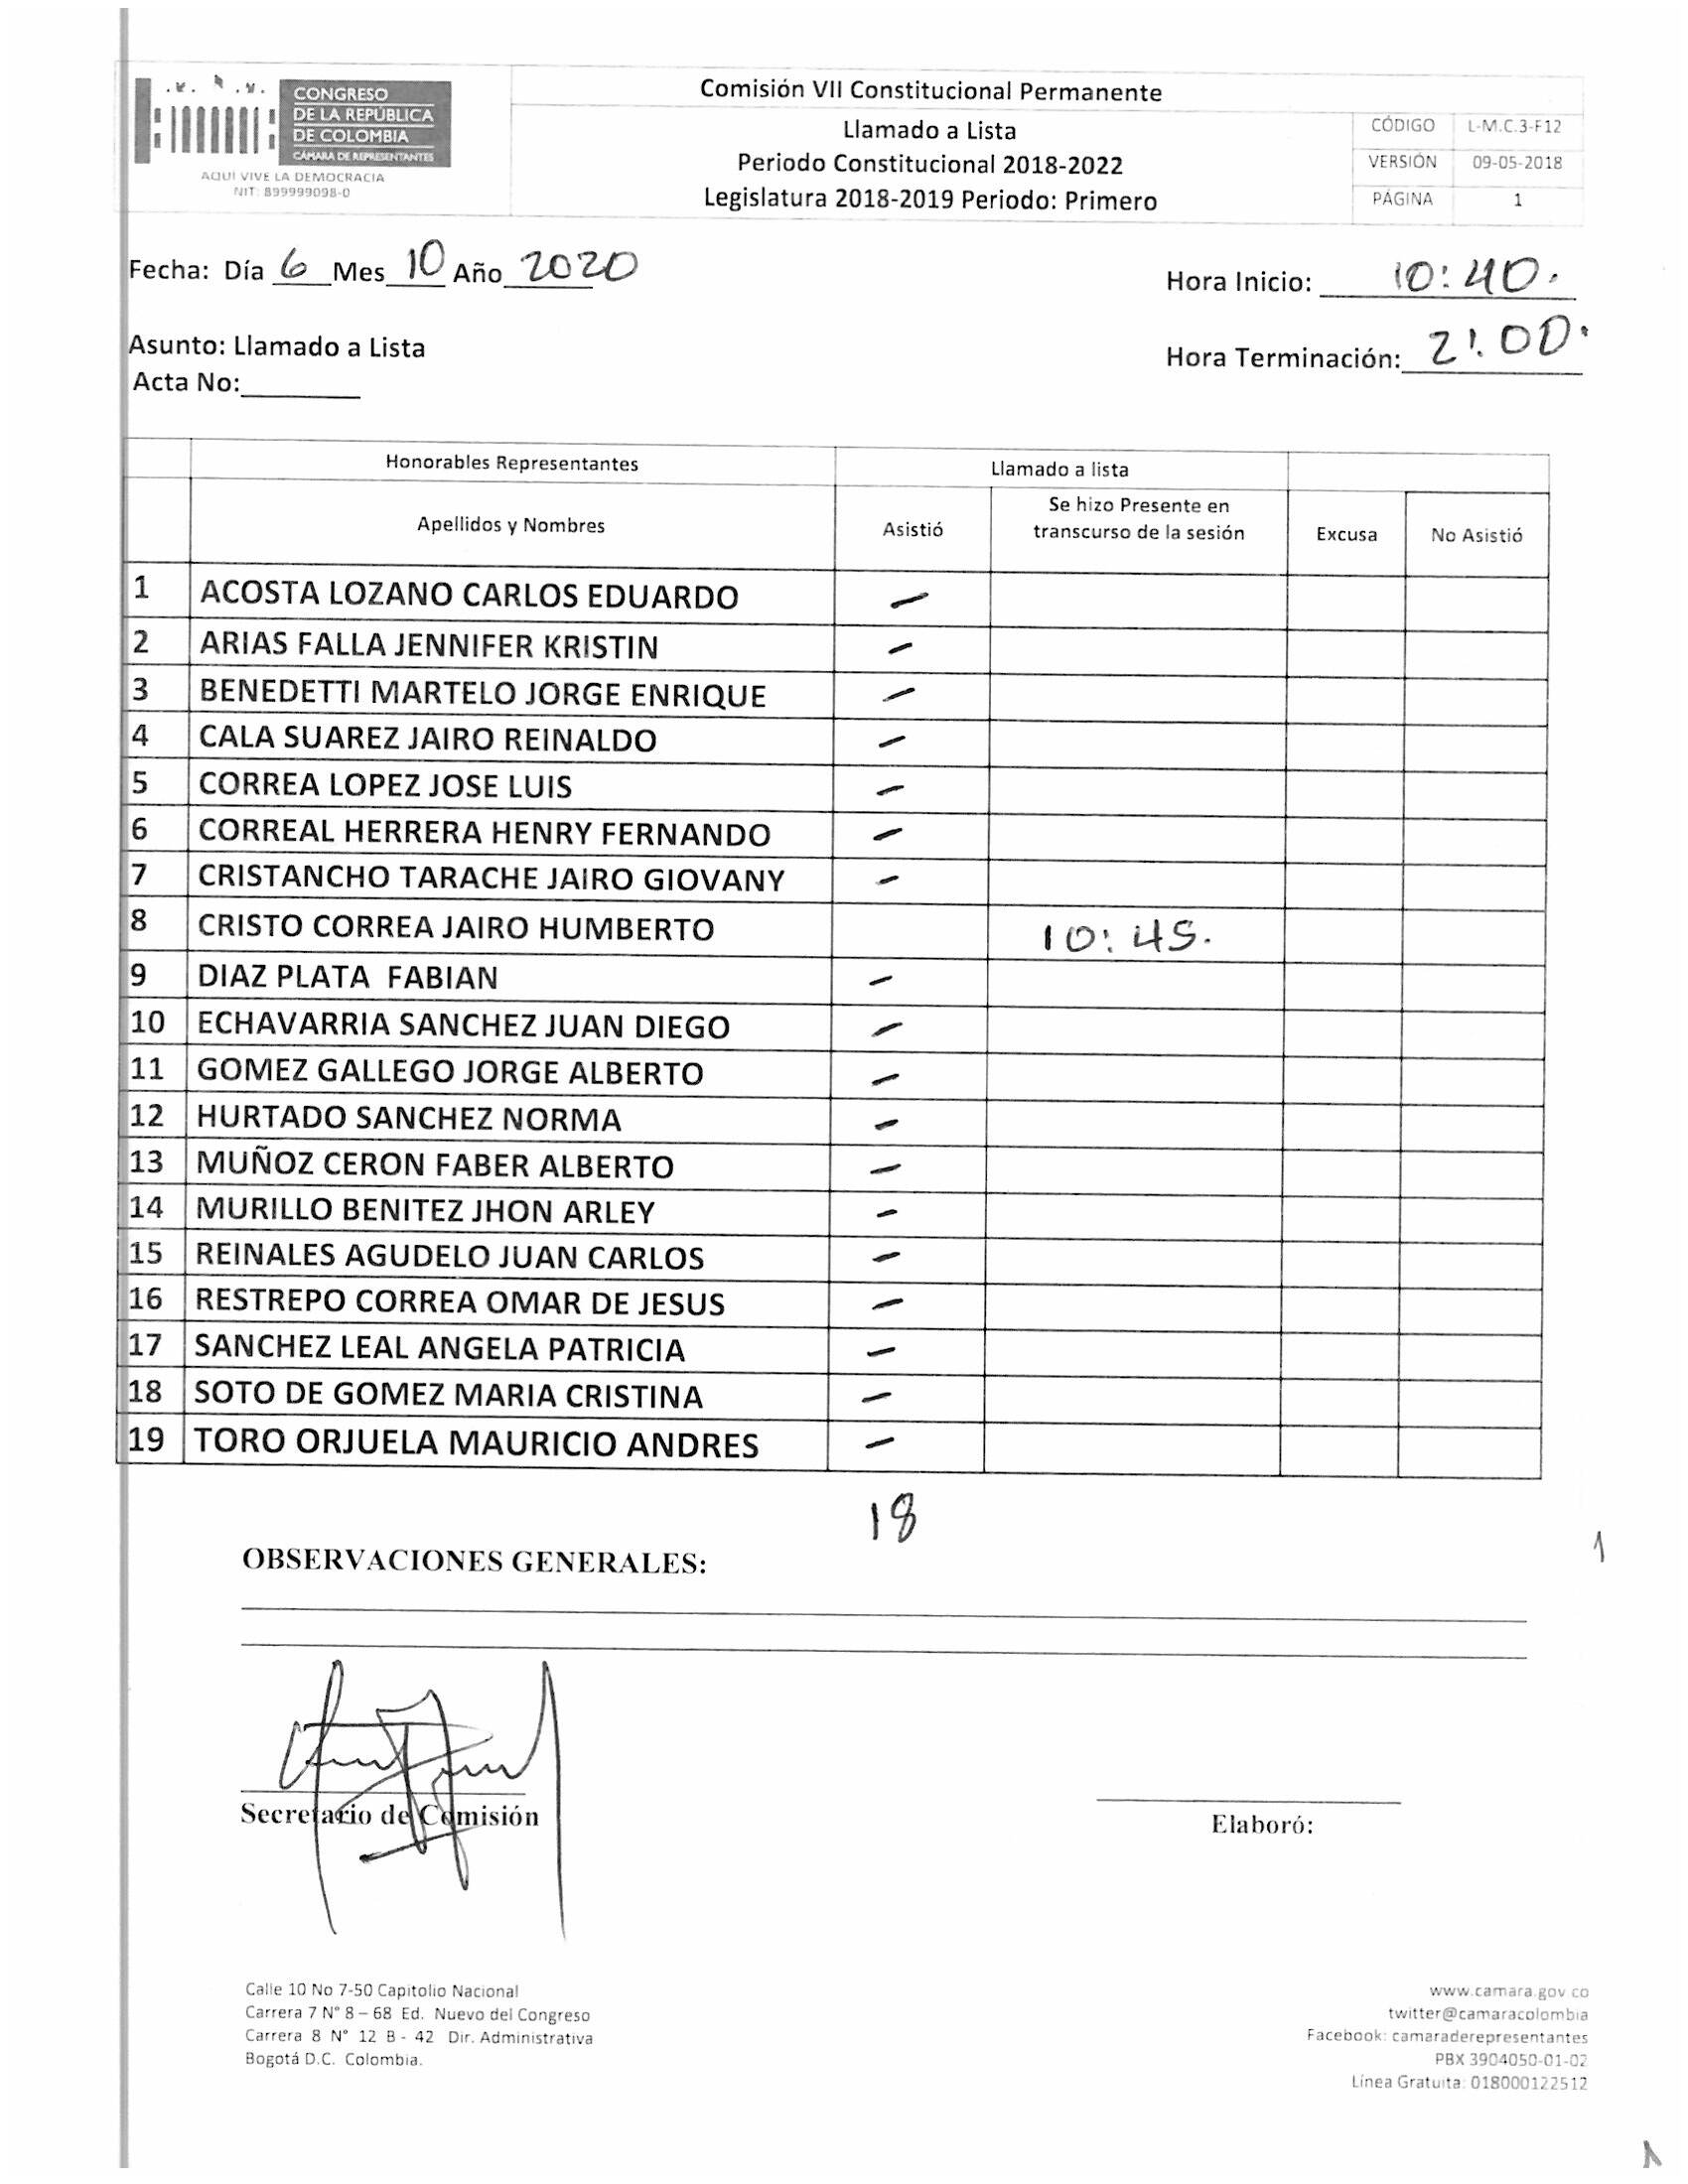 CONGRESO
DE LA REPÚBLICA
DE COLOMBIA
CÁMARA DE REPRESENTANTES
AQUÍ VIVE LA DEMOCRACIA
NIT: 899999098-0
Comisión VII Constitucional Permanente
Llamado a Lista
Periodo Constitucional 2018-2022
Legislatura 2018-2019 Periodo: Primero
CÓDIGO L-M.C.3-F12
VERSIÓN 09-05-2018
PÁGINA 1
Fecha: Día 6 Mes 10 Año 2020
Hora Inicio: 10:40.
Asunto: Llamado a Lista
Hora Terminación: 2:00.
Acta No:
Honorables Representantes Llamado a lista
Apellidos y Nombres Asistió Se hizo Presente en transcurso de la sesión Excusa No Asistió
1 ACOSTA LOZANO CARLOS EDUARDO –
2 ARIAS FALLA JENNIFER KRISTIN –
3 BENEDETTI MARTELO JORGE ENRIQUE –
4 CALA SUAREZ JAIRO REINALDO –
5 CORREA LOPEZ JOSE LUIS –
6 CORREAL HERRERA HENRY FERNANDO –
7 CRISTANCHO TARACHE JAIRO GIOVANY –
8 CRISTO CORREA JAIRO HUMBERTO 10:45.
9 DIAZ PLATA FABIAN –
10 ECHAVARRIA SANCHEZ JUAN DIEGO –
11 GOMEZ GALLEGO JORGE ALBERTO –
12 HURTADO SANCHEZ NORMA –
13 MUÑOZ CERON FABER ALBERTO –
14 MURILLO BENITEZ JHON ARLEY –
15 REINALES AGUDELO JUAN CARLOS –
16 RESTREPO CORREA OMAR DE JESUS –
17 SANCHEZ LEAL ANGELA PATRICIA –
18 SOTO DE GOMEZ MARIA CRISTINA –
19 TORO ORJUELA MAURICIO ANDRES –
18
1
OBSERVACIONES GENERALES:
Secretario de Comisión
Elaboró:
Calle 10 No 7-50 Capitolio Nacional
Carrera 7 N° 8 – 68 Ed. Nuevo del Congreso
Carrera 8 N° 12 B - 42 Dir. Administrativa
Bogotá D.C. Colombia.
www.camara.gov.co
twitter@camaracolombia
Facebook: camaraderepresentantes
PBX 3904050-01-02
Línea Gratuita: 018000122512